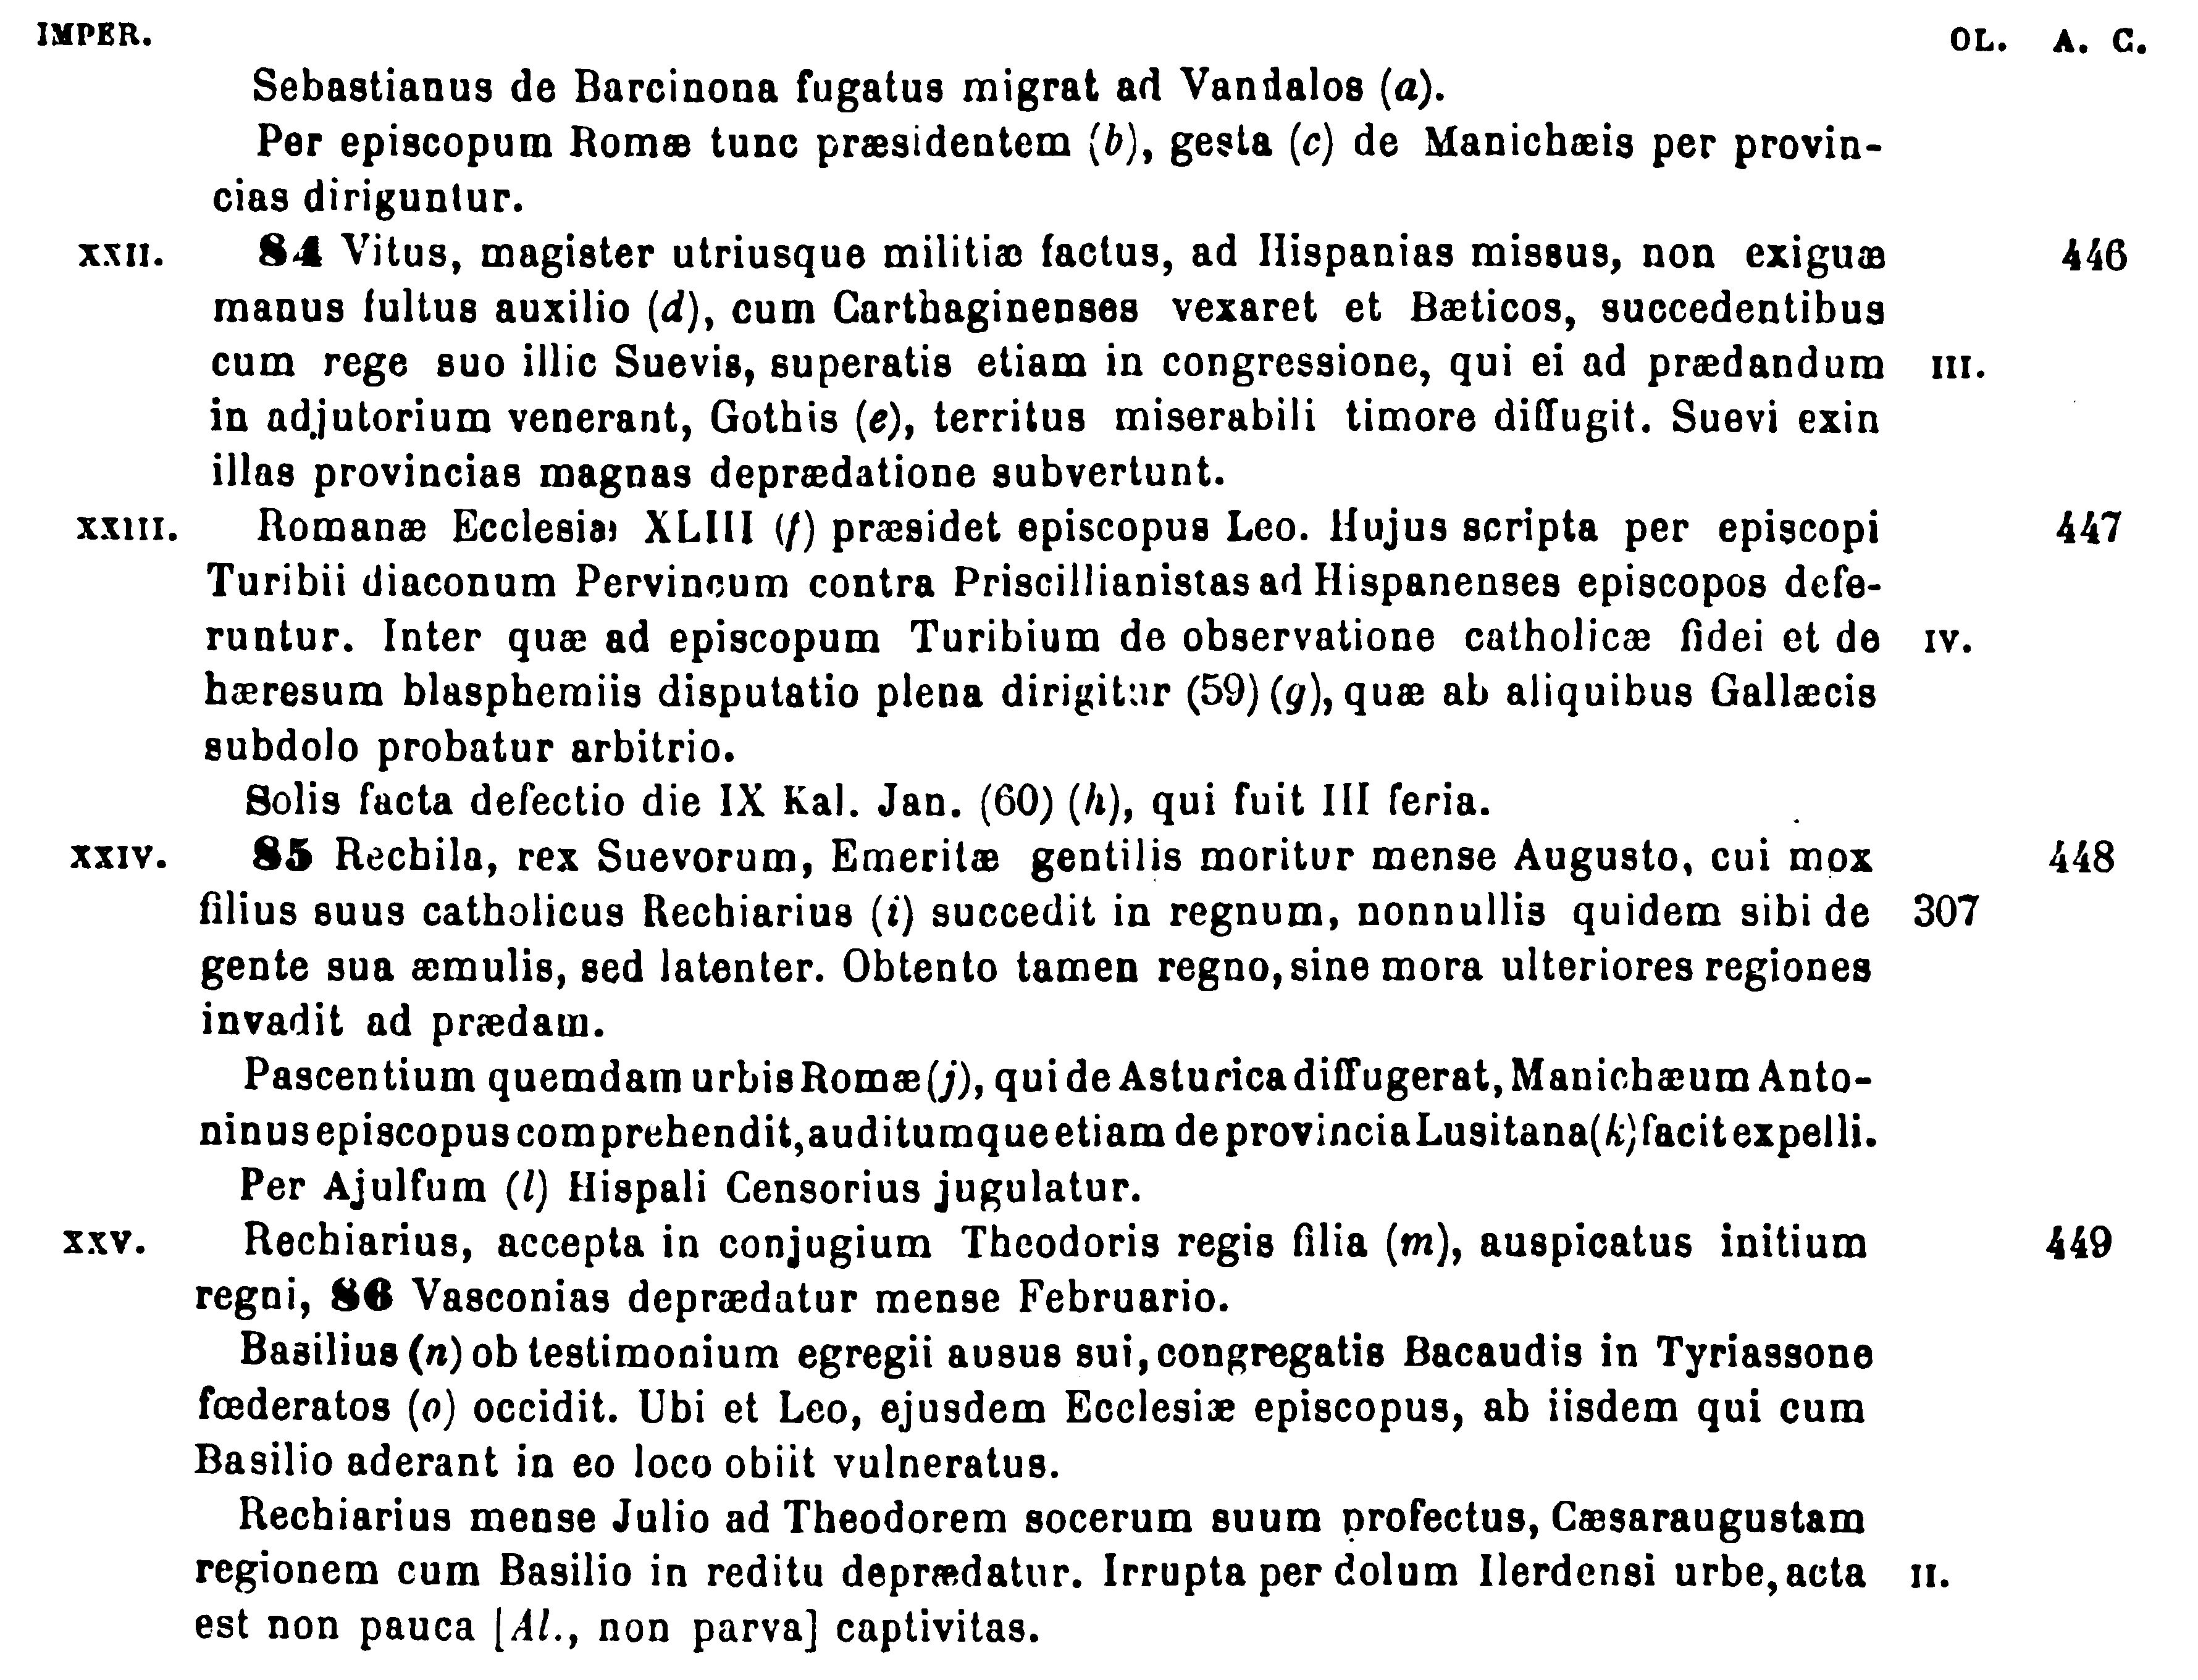 IMPER. OL. A. C.
Sebastianus de Barcinona fugatus migrat ad Vandalos (a).
Per episcopum Romæ tunc præsidentem (b), gesta (c) de Manichæis per provin-
cias diriguntur.
XXII. 84 Vitus, magister utriusque militiæ factus, ad Hispanias missus, non exiguæ 446
manus fultus auxilio (d), cum Carthaginenses vexaret et Bæticos, succedentibus
cum rege suo illic Suevis, superatis etiam in congressione, qui ei ad prædandum III.
in adjutorium venerant, Gothis (e), territus miserabili timore diffugit. Suevi exin
illas provincias magnas deprædatione subvertunt.
XXIII. Romanæ Ecclesiæ XLIII (f) præsidet episcopus Leo. Hujus scripta per episcopi 447
Turibii diaconum Pervincum contra Priscillianistas ad Hispanenses episcopos defe-
runtur. Inter quæ ad episcopum Turibium de observatione catholicæ fidei et de IV.
hæresum blasphemiis disputatio plena dirigitur (59) (g), quæ ab aliquibus Gallæcis
subdolo probatur arbitrio.
Solis facta defectio die IX Kal. Jan. (60) (h), qui fuit III feria.
XXIV. 85 Rechila, rex Suevorum, Emeritæ gentilis moritur mense Augusto, cui mox 448
filius suus catholicus Rechiarius (i) succedit in regnum, nonnullis quidem sibi de 307
gente sua æmulis, sed latenter. Obtento tamen regno, sine mora ulteriores regiones
invadit ad prædam.
Pascentium quemdam urbis Romæ (j), qui de Asturica diffugerat, Manichæum Anto-
ninus episcopus comprehendit, auditumque etiam de provincia Lusitana (k) facit expelli.
Per Ajulfum (l) Hispali Censorius jugulatur.
XXV. Rechiarius, accepta in conjugium Theodoris regis filia (m), auspicatus initium 449
regni, 86 Vasconias deprædatur mense Februario.
Basilius (n) ob testimonium egregii ausus sui, congregatis Bacaudis in Tyriassone
fœderatos (o) occidit. Ubi et Leo, ejusdem Ecclesiæ episcopus, ab iisdem qui cum
Basilio aderant in eo loco obiit vulneratus.
Rechiarius mense Julio ad Theodorem socerum suum profectus, Cæsaraugustam
regionem cum Basilio in reditu deprædatur. Irrupta per dolum Ilerdensi urbe, acta II.
est non pauca [Al., non parva] captivitas.